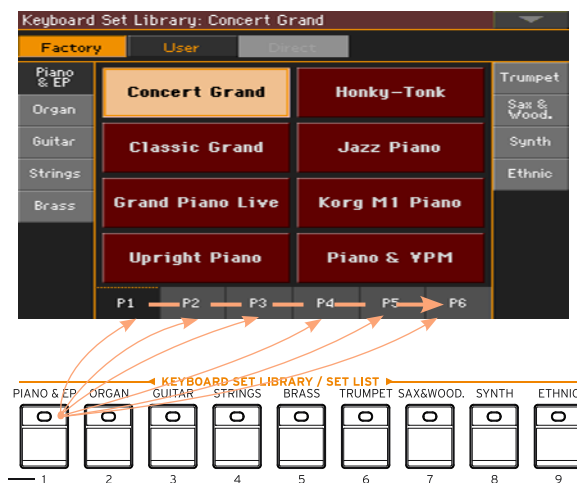 Keyboard Set Library: Concert Grand
Factory User Direct
Piano & EP
Organ
Guitar
Strings
Brass
Concert Grand Honky-Tonk
Classic Grand Jazz Piano
Grand Piano Live Korg M1 Piano
Upright Piano Piano & ¥PM
Trumpet
Sax & Wood.
Synth
Ethnic
P1 P2 P3 P4 P5 P6
KEYBOARD SET LIBRARY / SET LIST
PIANO & EP ORGAN GUITAR STRINGS BRASS TRUMPET SAX&WOOD. SYNTH ETHNIC
1 2 3 4 5 6 7 8 9